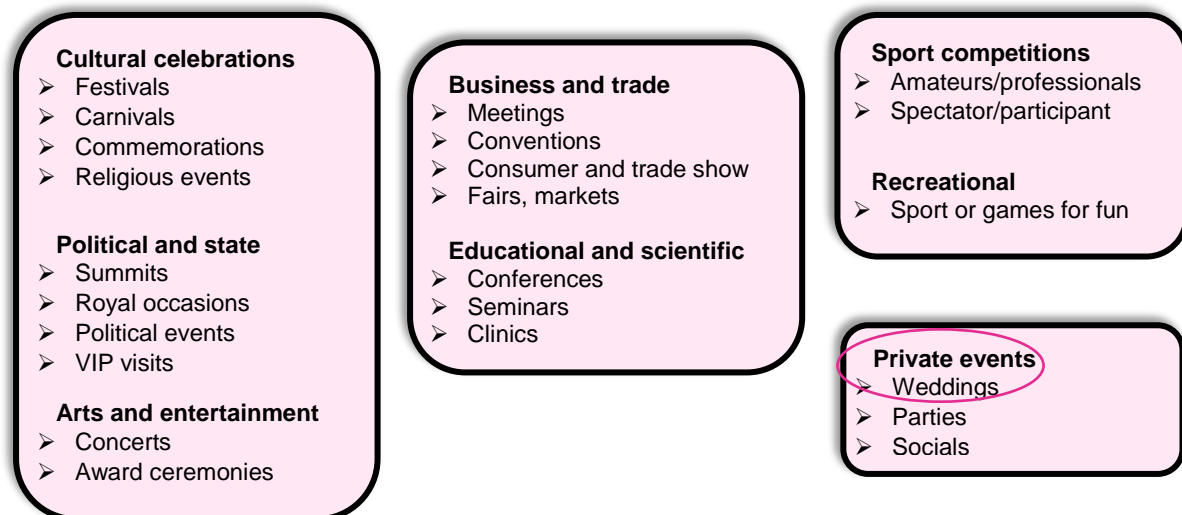 Cultural celebrations
➢ Festivals
➢ Carnivals
➢ Commemorations
➢ Religious events
Political and state
➢ Summits
➢ Royal occasions
➢ Political events
➢ VIP visits
Arts and entertainment
➢ Concerts
➢ Award ceremonies
Business and trade
➢ Meetings
➢ Conventions
➢ Consumer and trade show
➢ Fairs, markets
Educational and scientific
➢ Conferences
➢ Seminars
➢ Clinics
Sport competitions
➢ Amateurs/professionals
➢ Spectator/participant
Recreational
➢ Sport or games for fun
Private events
➢ Weddings
➢ Parties
➢ Socials